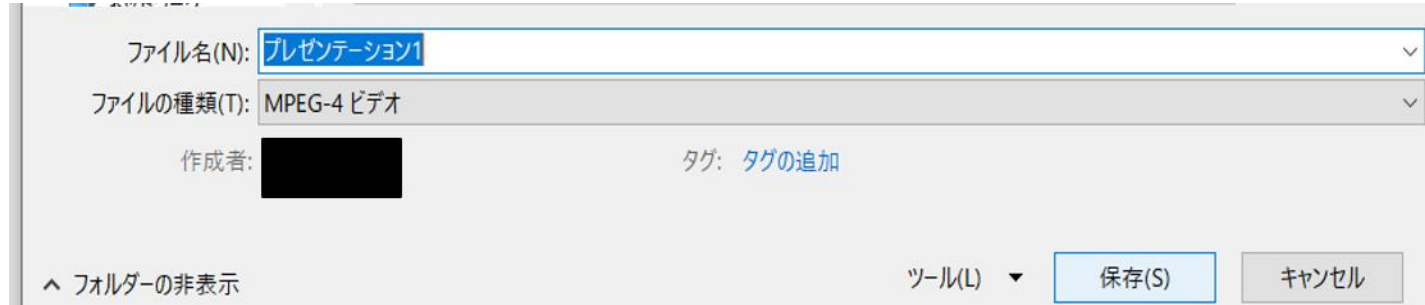 ファイル名(N): プレゼンテーション1
ファイルの種類(T): MPEG-4 ビデオ
作成者: タグ: タグの追加
フォルダーの非表示 ツール(L) 保存(S) キャンセル